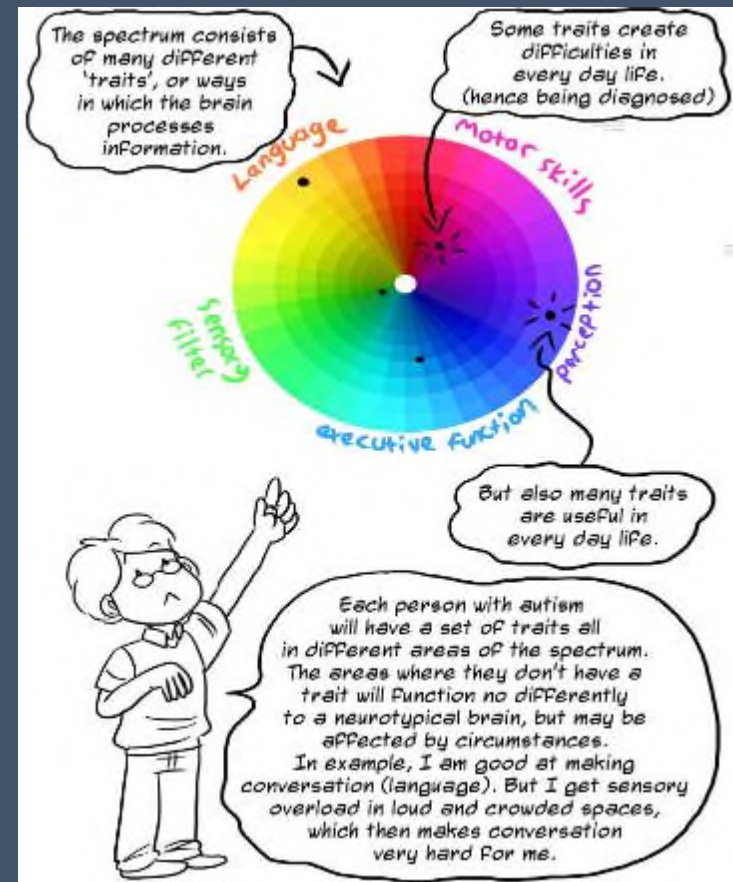 The spectrum consists
of many different
'traits', or ways
in which the brain
processes
information.
Some traits create
difficulties in
every day life.
(hence being diagnosed)
Language
Motor skills
Sensory
Filter
perception
executive function
But also many traits
are useful in
every day life.
Each person with autism
will have a set of traits all
in different areas of the spectrum.
The areas where they don't have a
trait will function no differently
to a neurotypical brain, but may be
affected by circumstances.
In example, I am good at making
conversation (language). But I get sensory
overload in loud and crowded spaces,
which then makes conversation
very hard for me.